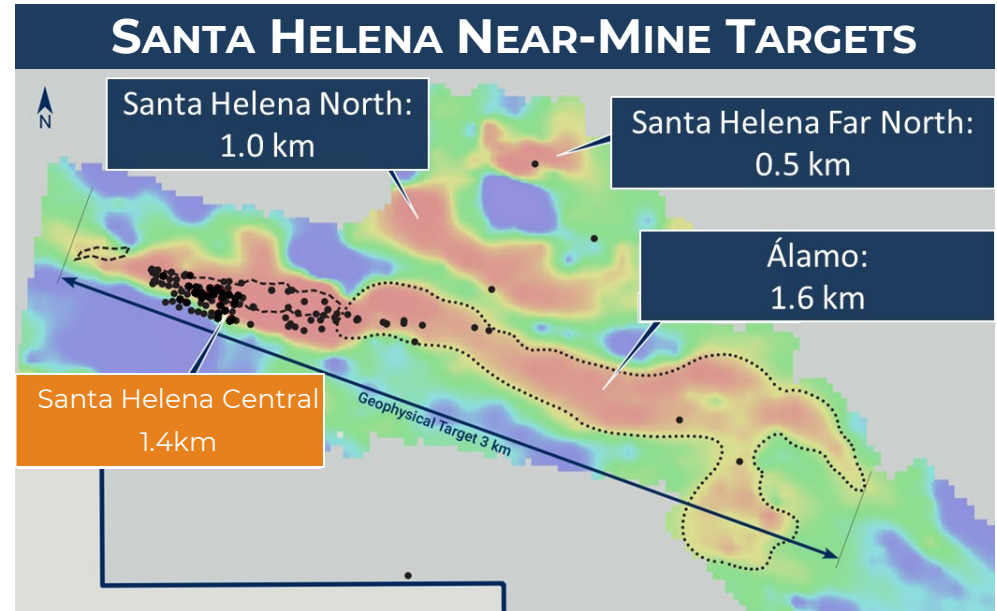 SANTA HELENA NEAR-MINE TARGETS
N
Santa Helena North:
1.0 km
Santa Helena Far North:
0.5 km
Álamo:
1.6 km
Santa Helena Central
1.4km
Geophysical Target 3 km